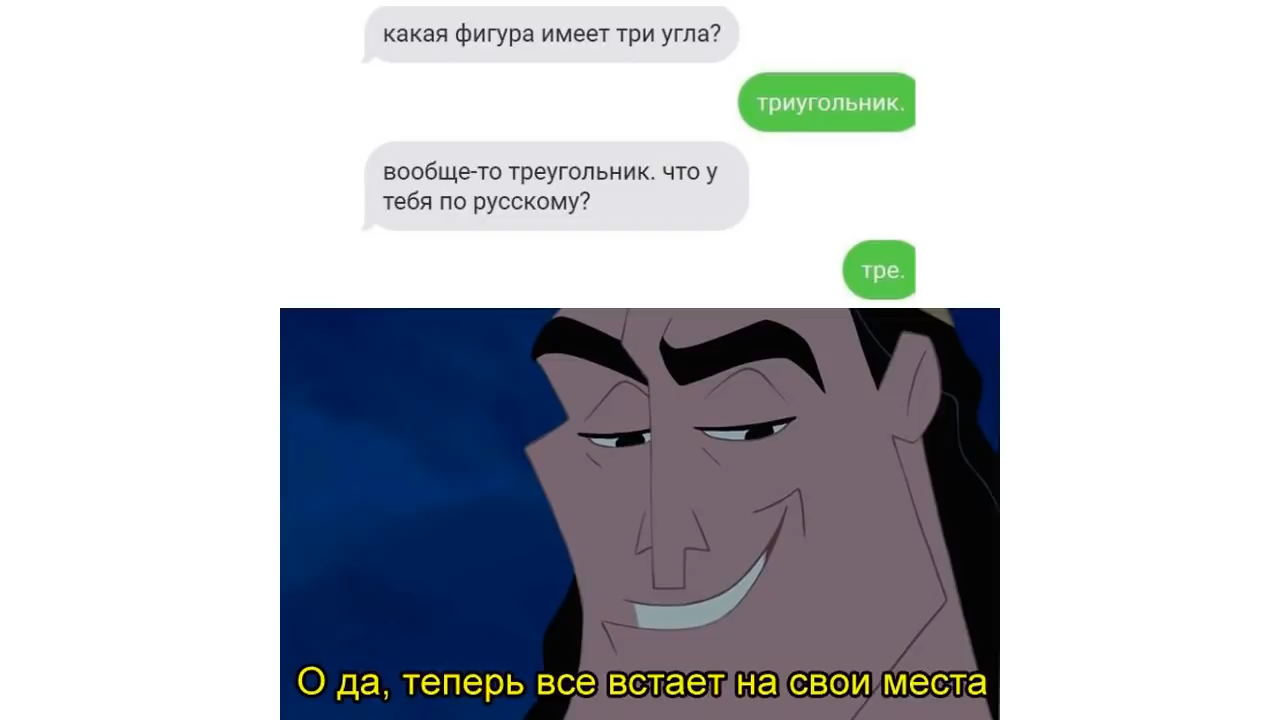 какая фигура имеет три угла?
триугольник.
вообще-то треугольник. что у
тебя по русскому?
тре.
О да, теперь все встает на свои места